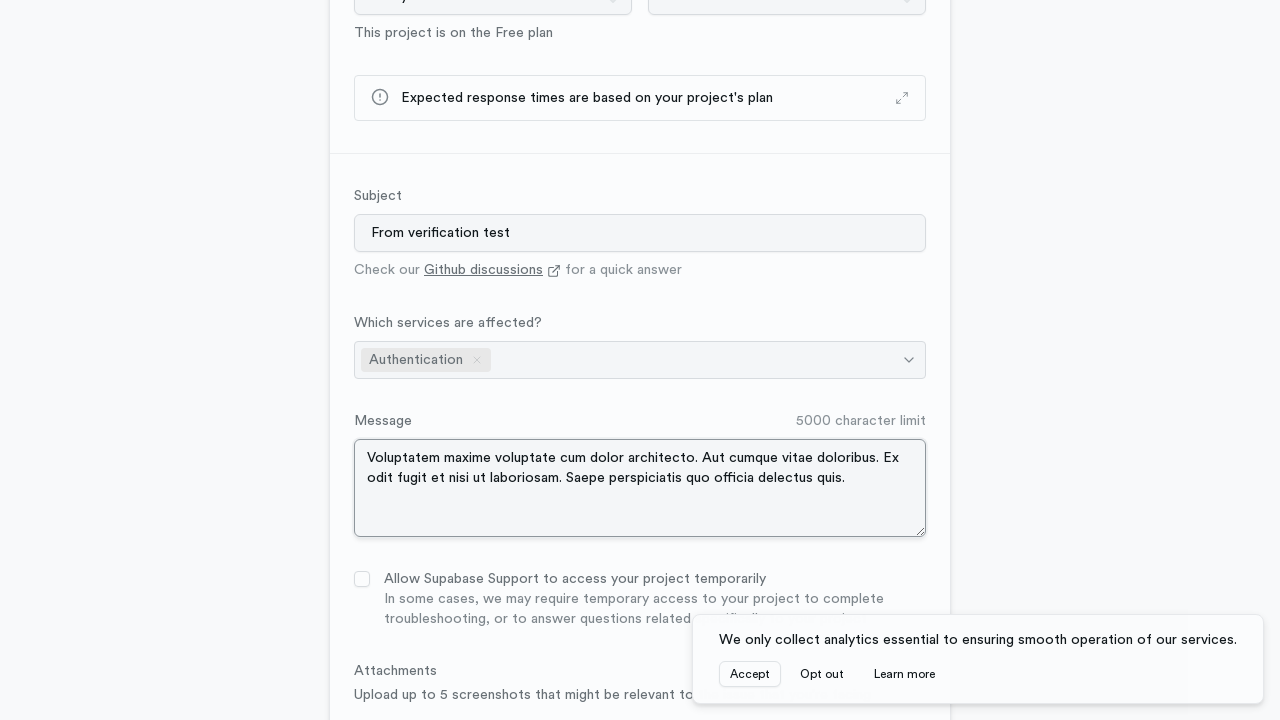 This project is on the Free plan
Expected response times are based on your project's plan
Subject
From verification test
Check our Github discussions for a quick answer
Which services are affected?
Authentication
Message
5000 character limit
Voluptatem maxime voluptate cum dolor architecto. Aut cumque vitae doloribus. Ex
odit fugit et nisi ut laboriosam. Saepe perspiciatis quo officia delectus quis.
Allow Supabase Support to access your project temporarily
In some cases, we may require temporary access to your project to complete
troubleshooting, or to answer questions related
We only collect analytics essential to ensuring smooth operation of our services.
Accept
Opt out
Learn more
Attachments
Upload up to 5 screenshots that might be relevant to